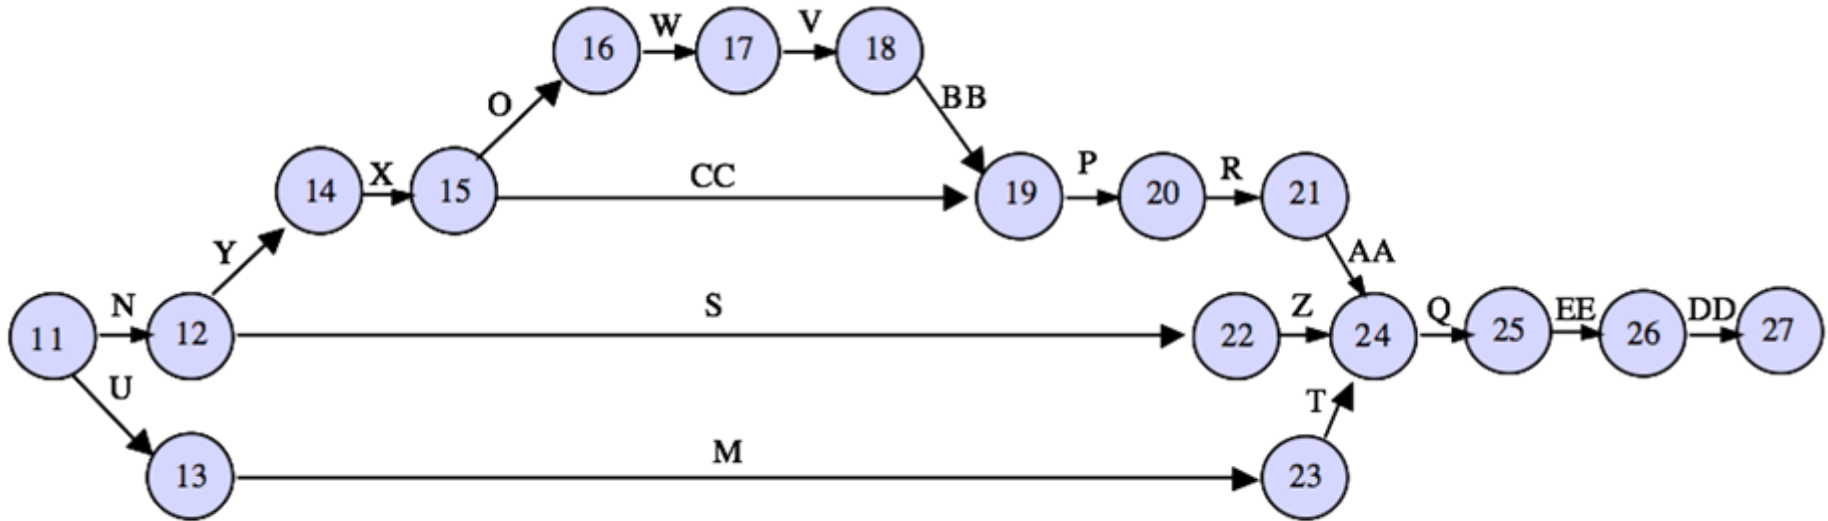 16 W 17 V 18
O BB
14 X 15 CC 19 P 20 R 21
Y AA
11 N 12 S 22 Z 24 Q 25 EE 26 DD 27
U T
13 M 23